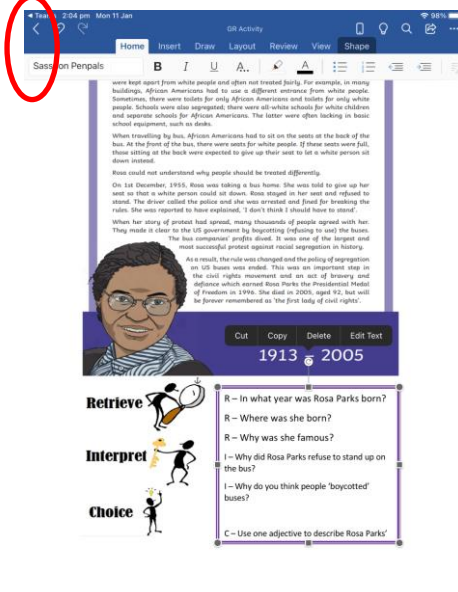 ◄ Teams 2:04 pm Mon 11 Jan
98%
GR Activity
Home Insert Draw Layout Review View Shape
Sassoon Penpals B I U A.. A
were kept apart from white people and often not treated fairly. For example, in many
buildings, African Americans had to use a different entrance from white people.
Sometimes, there were toilets for only African Americans and toilets for only white
people. Schools were also segregated; there were all-white schools for white children
and separate schools for African Americans. The latter were often lacking in basic
school equipment, such as desks.
When travelling by bus, African Americans had to sit on the seats at the back of the
bus. At the front of the bus, there were seats for white people. If these seats were full,
those sitting at the back were expected to give up their seat to let a white person sit
down instead.
Rosa could not understand why people should be treated differently.
On 1st December, 1955, Rosa was taking a bus home. She was told to give up her
seat so that a white person could sit down. Rosa stayed in her seat and refused to
stand. The driver called the police and she was arrested and fined for breaking the
rules. She was reported to have explained, 'I don't think I should have to stand'.
When her story of protest had spread, many thousands of people agreed with her.
They made it clear to the US government by boycotting (refusing to use) the buses.
The bus companies' profits dived. It was one of the largest and
most successful protest against racial segregation in history.
As a result, the rule was changed and the policy of segregation
on US buses was ended. This was an important step in
the civil rights movement and an act of bravery and
defiance which earned Rosa Parks the Presidential Medal
of Freedom in 1996. She died in 2005, aged 92, but will
be forever remembered as 'the first lady of civil rights'.
Cut Copy Delete Edit Text
1913 – 2005
Retrieve
Interpret
Choice
R – In what year was Rosa Parks born?
R – Where was she born?
R – Why was she famous?
I – Why did Rosa Parks refuse to stand up on
the bus?
I – Why do you think people 'boycotted'
buses?
C – Use one adjective to describe Rosa Parks'